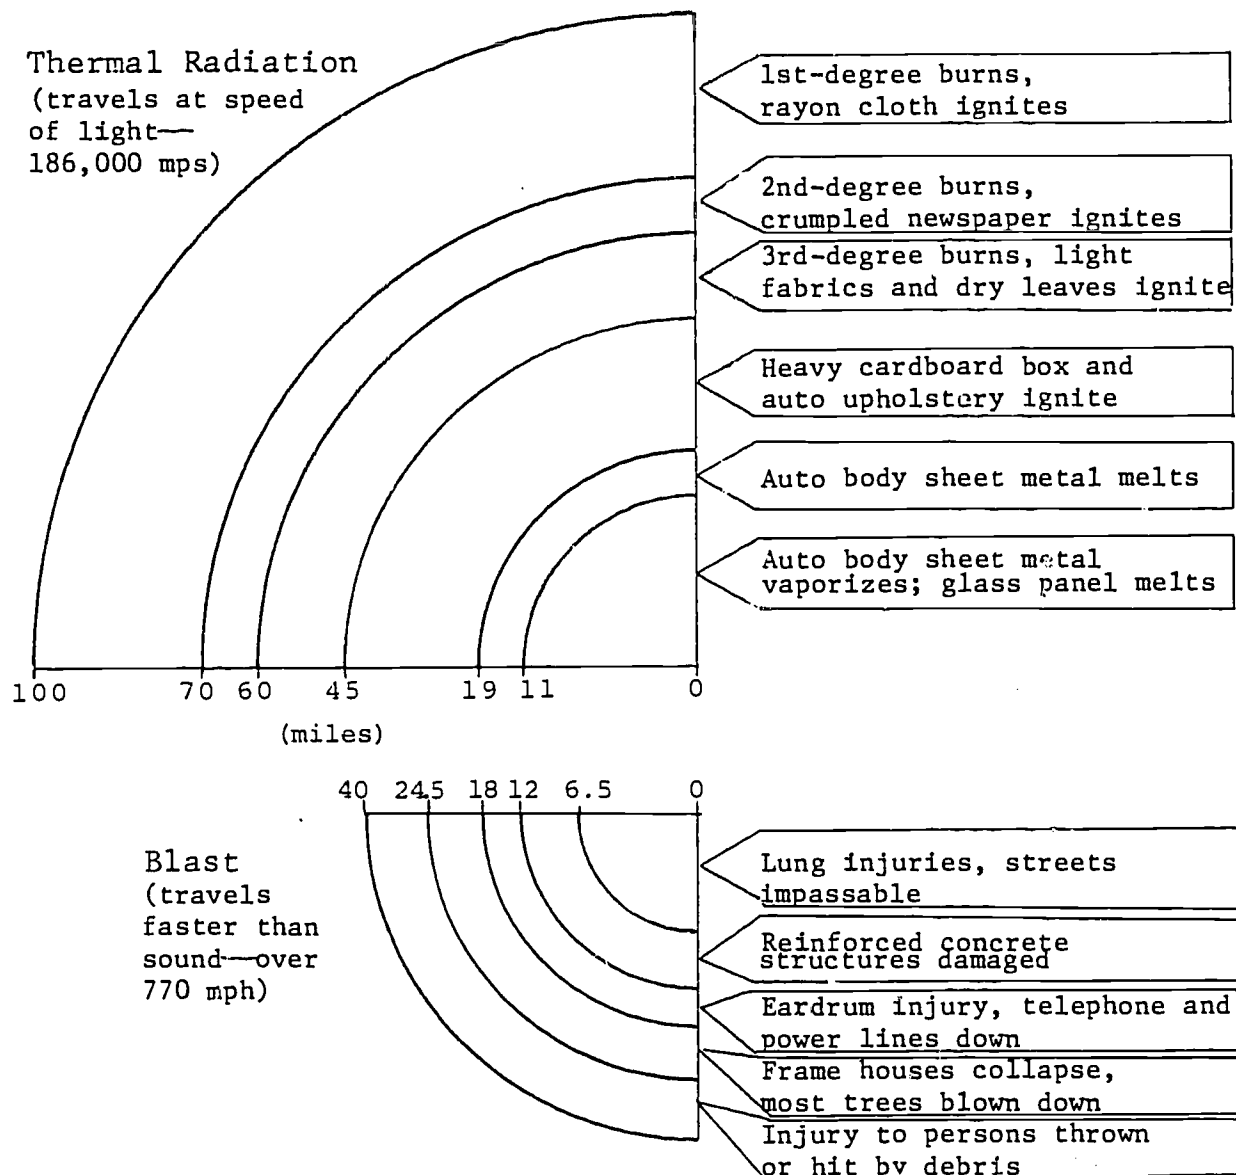 Thermal Radiation
(travels at speed
of light—
186,000 mps)
1st-degree burns,
rayon cloth ignites
2nd-degree burns,
crumpled newspaper ignites
3rd-degree burns, light
fabrics and dry leaves ignite
Heavy cardboard box and
auto upholstery ignite
Auto body sheet metal melts
Auto body sheet metal
vaporizes; glass panel melts
100 70 60 45 19 11 0
(miles)
40 24.5 18 12 6.5 0
Blast
(travels
faster than
sound—over
770 mph)
Lung injuries, streets
impassable
Reinforced concrete
structures damaged
Eardrum injury, telephone and
power lines down
Frame houses collapse,
most trees blown down
Injury to persons thrown
or hit by debris